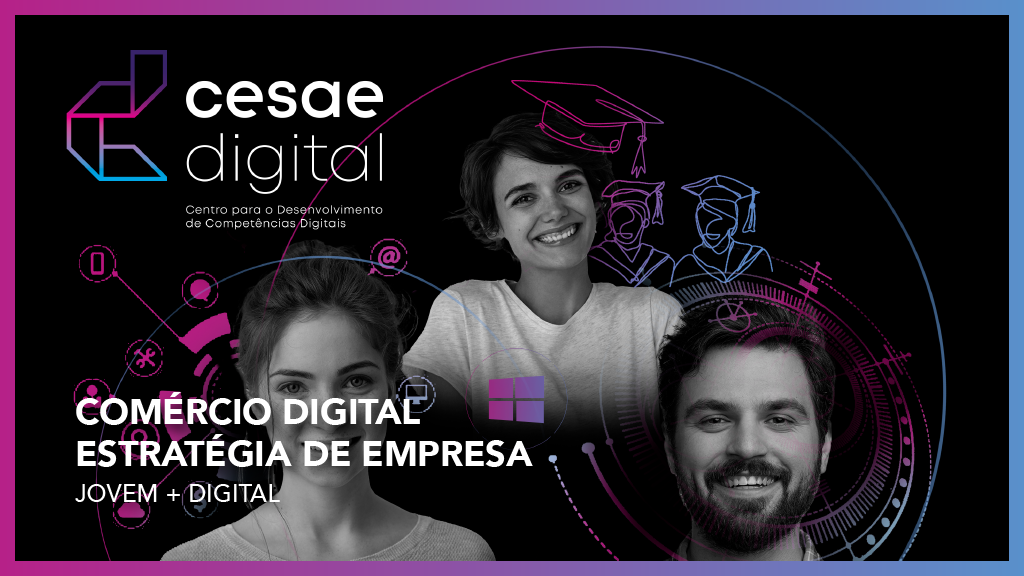 cesae
digital
Centro para o Desenvolvimento
de Competências Digitais
@
COMÉRCIO DIGITAL
ESTRATÉGIA DE EMPRESA
JOVEM + DIGITAL